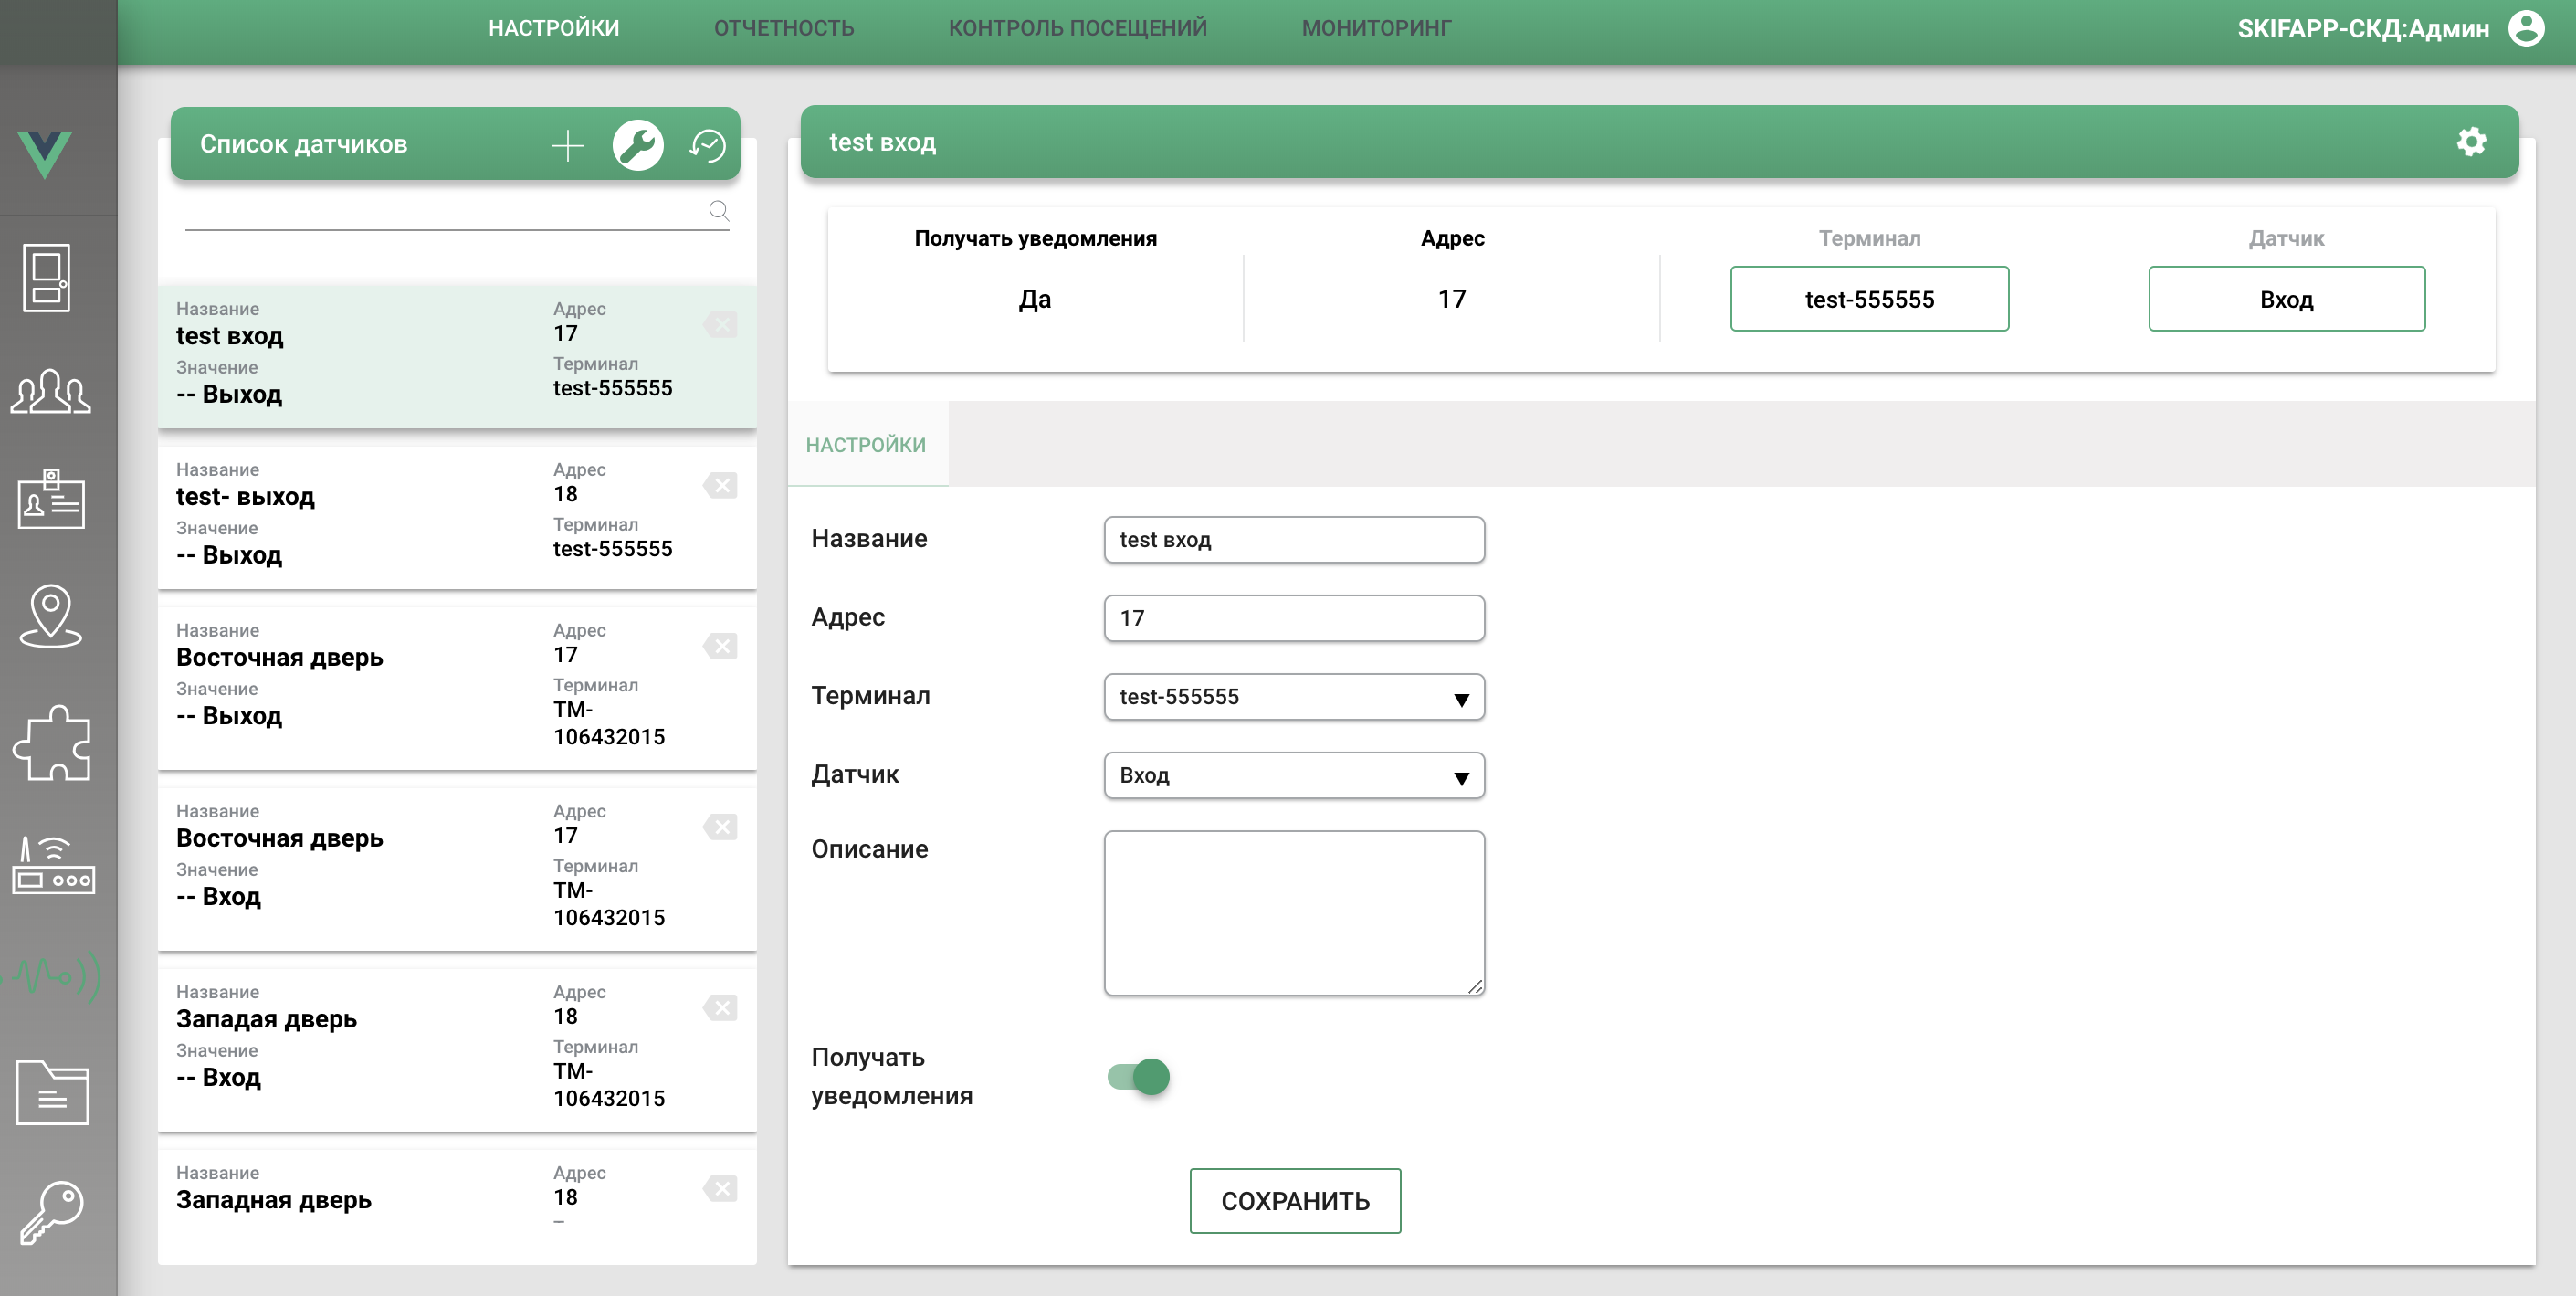 НАСТРОЙКИ
ОТЧЕТНОСТЬ
КОНТРОЛЬ ПОСЕЩЕНИЙ
МОНИТОРИНГ
SKIFAPP-СКД:Админ
Список датчиков
Название
test вход
Адрес
17
Значение
-- Выход
Терминал
test-555555
Название
test- выход
Адрес
18
Значение
-- Выход
Терминал
test-555555
Название
Восточная дверь
Адрес
17
Значение
-- Выход
Терминал
ТМ-
106432015
Название
Восточная дверь
Адрес
17
Значение
-- Вход
Терминал
ТМ-
106432015
Название
Западая дверь
Адрес
18
Значение
-- Вход
Терминал
ТМ-
106432015
Название
Западная дверь
Адрес
18
test вход
Получать уведомления
Да
Адрес
17
Терминал
test-555555
Датчик
Вход
НАСТРОЙКИ
Название
test вход
Адрес
17
Терминал
test-555555
Датчик
Вход
Описание
Получать
уведомления
СОХРАНИТЬ